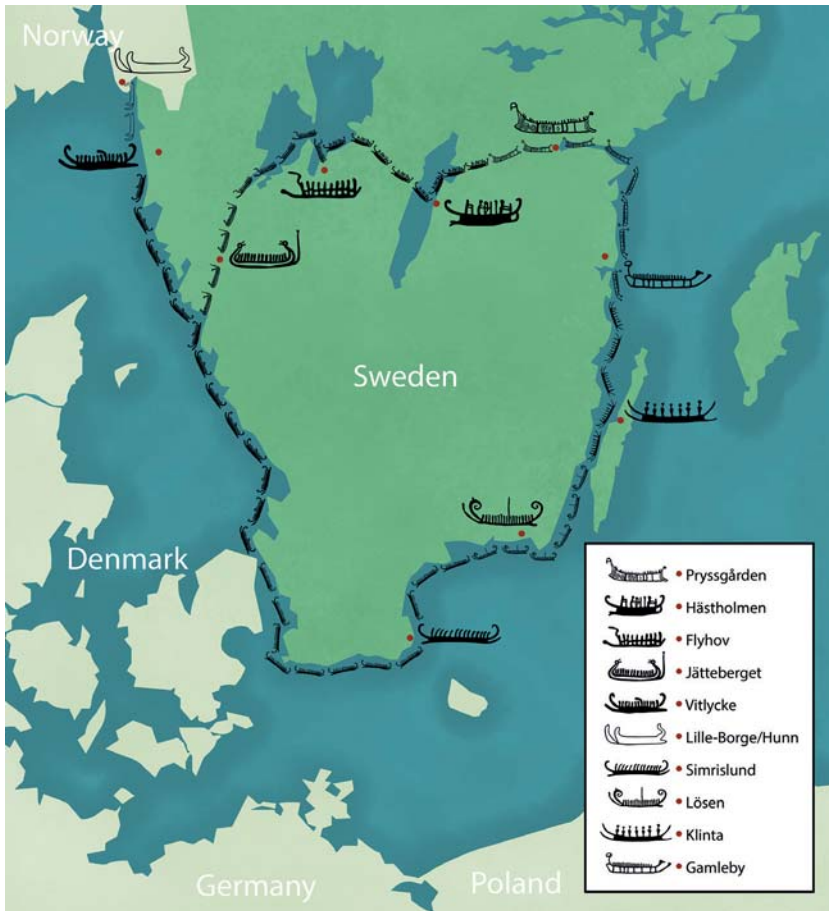 Norway
Sweden
Denmark
Germany
Poland
Pryssgården
Hästholmen
Flyhov
Jätteberget
Vitlycke
Lille-Borge/Hunn
Simrislund
Lösen
Klinta
Gamleby